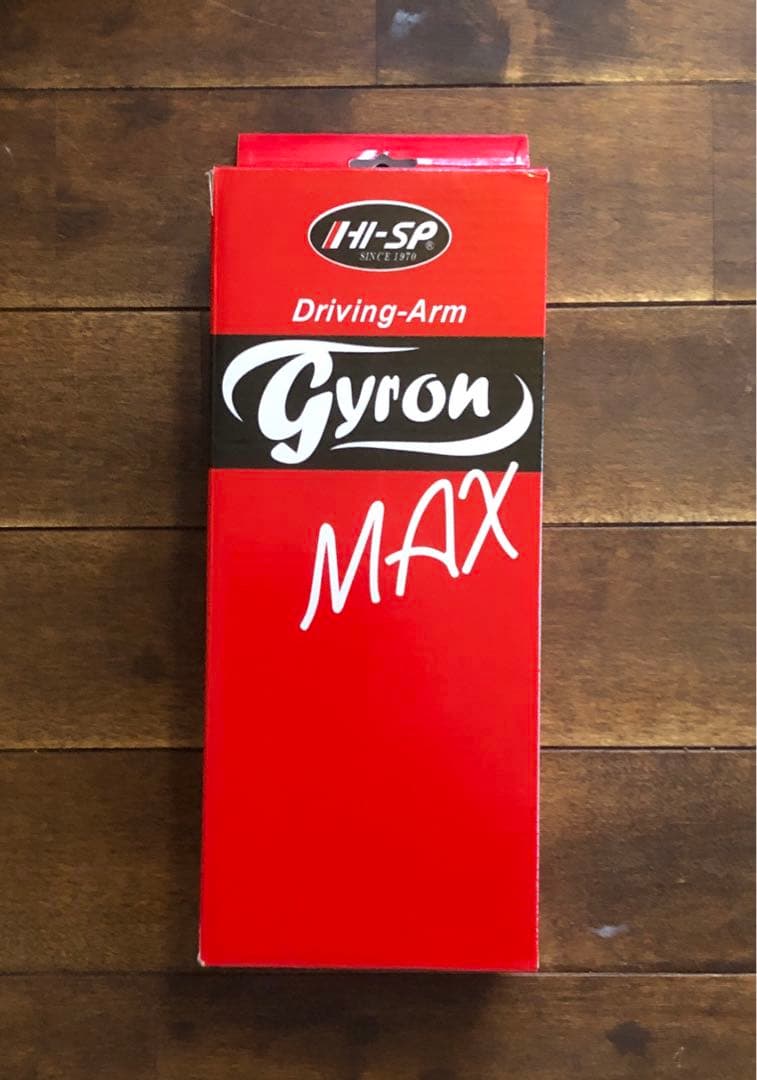 HI-SP®
SINCE 1970
Driving-Arm
Gyron
MAX